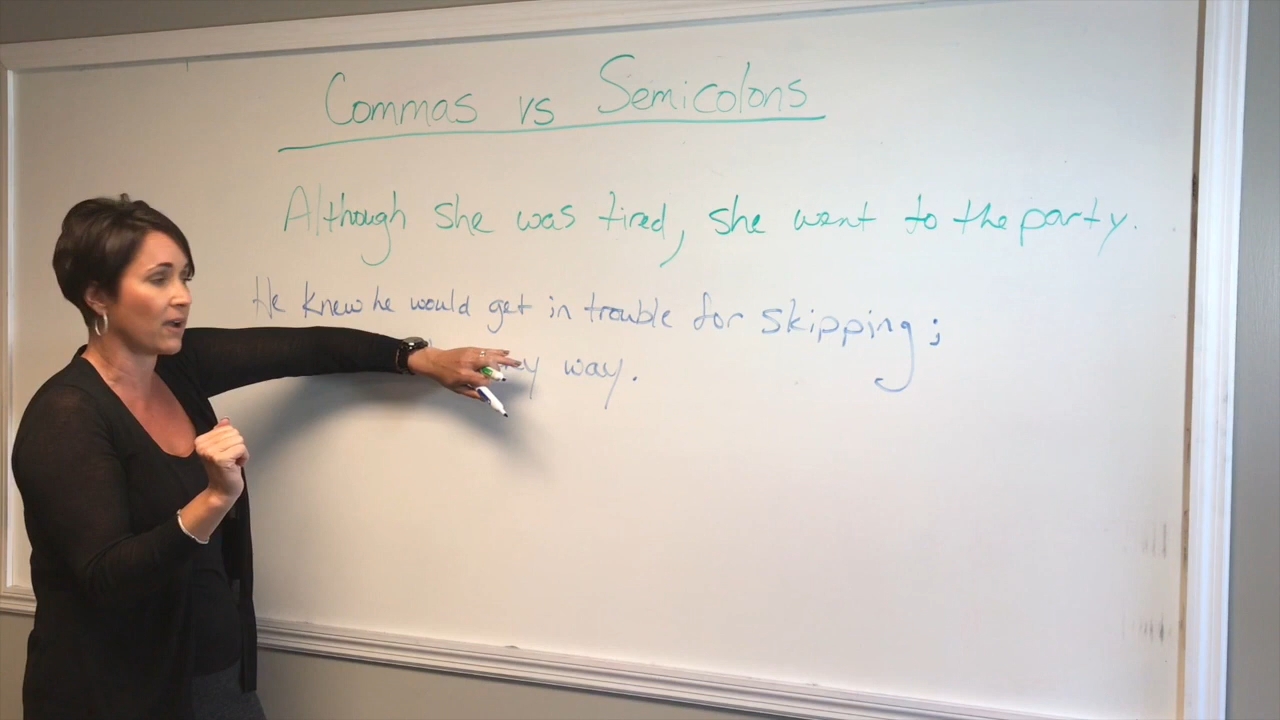 Commas vs Semicolons
Although she was tired, she went to the party.
He knew he would get in trouble for skipping;
way.